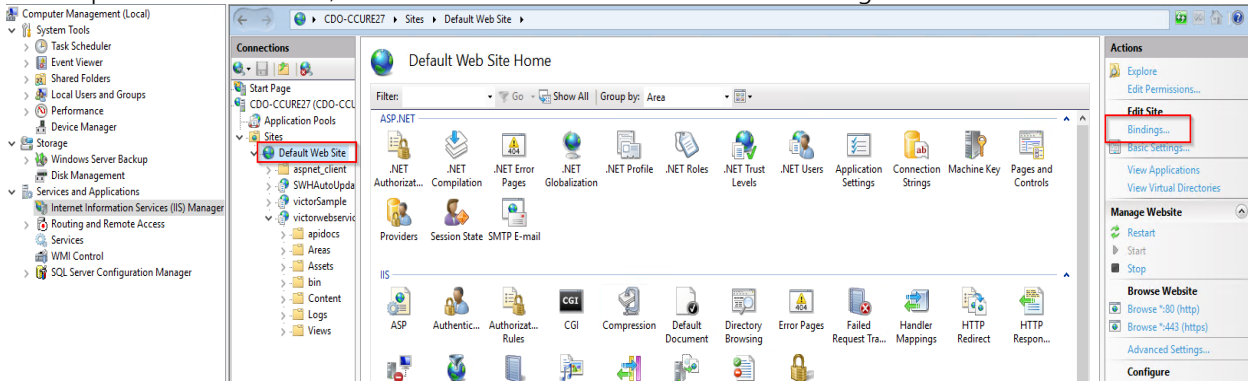 Computer Management (Local)
System Tools
Task Scheduler
Event Viewer
Shared Folders
Local Users and Groups
Performance
Device Manager
Storage
Windows Server Backup
Disk Management
Services and Applications
Internet Information Services (IIS) Manager
Routing and Remote Access
Services
WMI Control
SQL Server Configuration Manager
CDO-CCURE27 Sites Default Web Site
Connections
Start Page
CDO-CCURE27 (CDO-CCU
Application Pools
Sites
Default Web Site
aspnet_client
SWHAutoUpda
victorSample
victorwebservic
apidocs
Areas
Assets
bin
Content
Logs
Views
Default Web Site Home
Filter: Go Show All Group by: Area
ASP.NET
.NET Authorizat...
.NET Compilation
.NET Error Pages
.NET Globalization
.NET Profile
.NET Roles
.NET Trust Levels
.NET Users
Application Settings
Connection Strings
Machine Key
Pages and Controls
Providers
Session State
SMTP E-mail
IIS
ASP
Authentic...
Authorizat... Rules
CGI
CGI
Compression
Default Document
Directory Browsing
Error Pages
Failed Request Tra...
Handler Mappings
HTTP Redirect
HTTP Respon...
Actions
Explore
Edit Permissions...
Edit Site
Bindings...
Basic Settings...
View Applications
View Virtual Directories
Manage Website
Restart
Start
Stop
Browse Website
Browse *:80 (http)
Browse *:443 (https)
Advanced Settings...
Configure